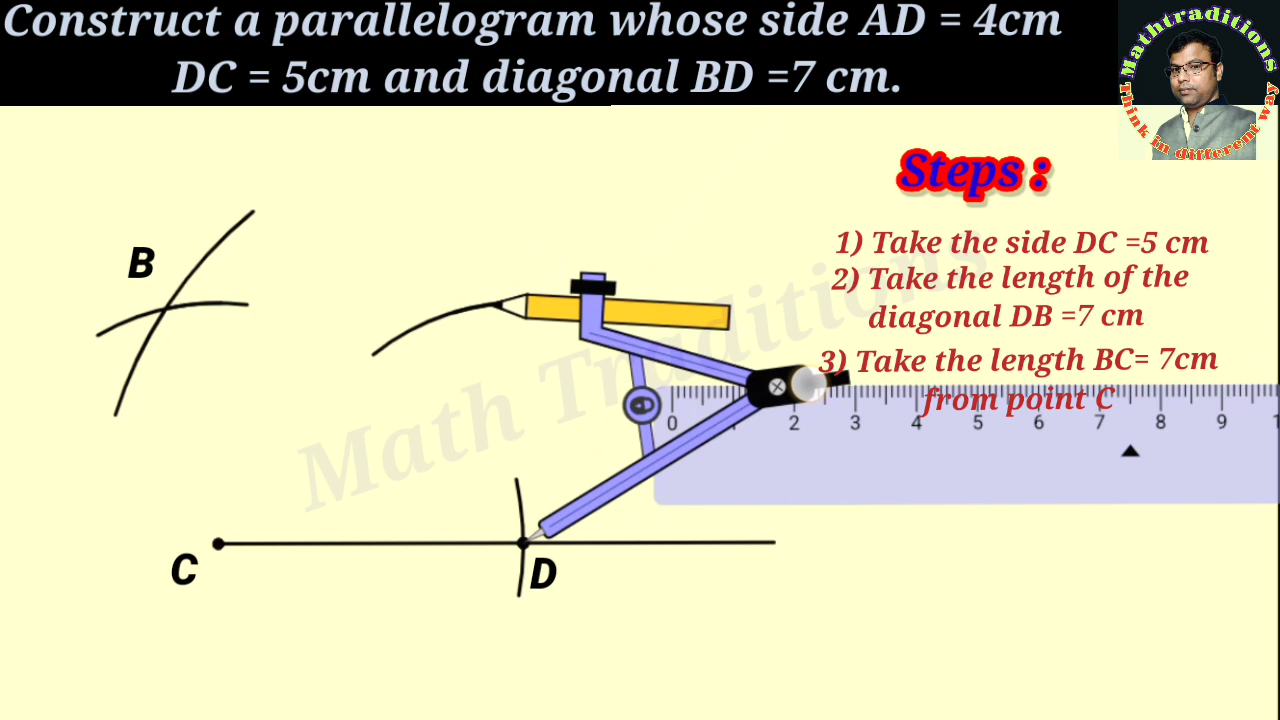 Construct a parallelogram whose side AD = 4cm
DC = 5cm and diagonal BD =7 cm.
Mathtraditions
Think in different way
Steps :
1) Take the side DC =5 cm
2) Take the length of the
diagonal DB =7 cm
3) Take the length BC= 7cm
from point C
B
Math Traditions
0 2 3 4 5 6 7 8 9
C
D